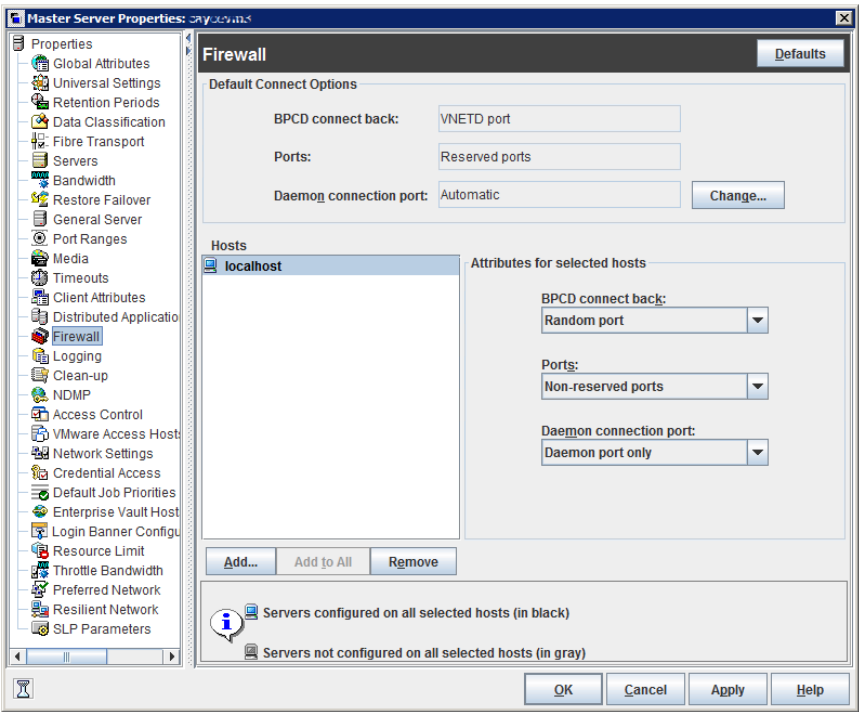 Master Server Properties:
Properties
Global Attributes
Universal Settings
Retention Periods
Data Classification
Fibre Transport
Servers
Bandwidth
Restore Failover
General Server
Port Ranges
Media
Timeouts
Client Attributes
Distributed Applicatio
Firewall
Logging
Clean-up
NDMP
Access Control
VMware Access Hosts
Network Settings
Credential Access
Default Job Priorities
Enterprise Vault Host
Login Banner Configu
Resource Limit
Throttle Bandwidth
Preferred Network
Resilient Network
SLP Parameters
Firewall
Defaults
Default Connect Options
BPCD connect back: VNETD port
Ports: Reserved ports
Daemon connection port: Automatic Change...
Hosts
localhost
Attributes for selected hosts
BPCD connect back:
Random port
Ports:
Non-reserved ports
Daemon connection port:
Daemon port only
Add... Add to All Remove
Servers configured on all selected hosts (in black)
Servers not configured on all selected hosts (in gray)
OK Cancel Apply Help